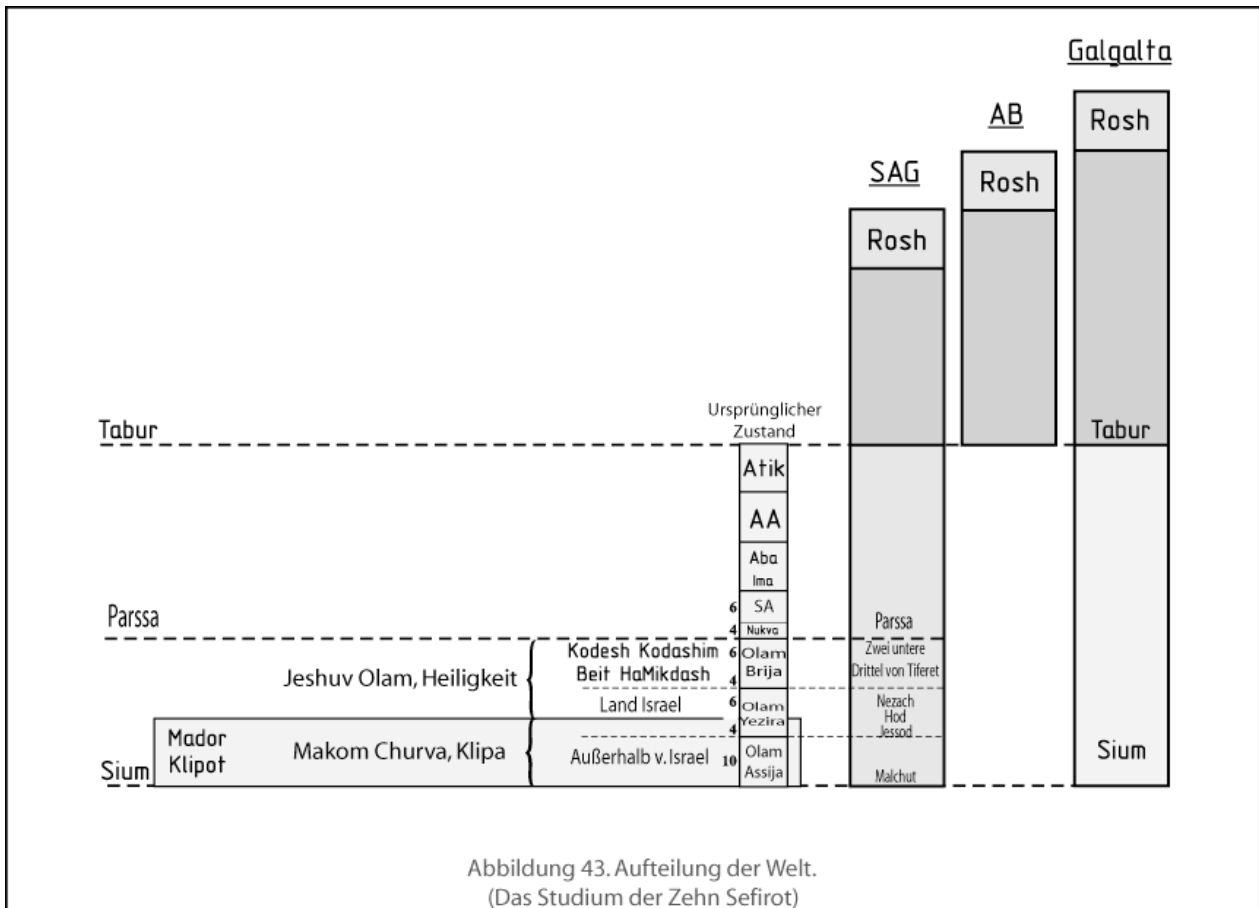 Galgalta
Rosh
AB
Rosh
SAG
Rosh
Ursprünglicher
Zustand
Tabur
Tabur
Atik
AA
Aba
Ima
6 SA
4 Nukva
Parssa
Parssa
Kodesh Kodashim
Beit HaMikdash
6 Olam
4 Brija
Zwei untere
Drittel von Tiferet
Jeshuv Olam, Heiligkeit
Land Israel
6 Olam
4 Yezira
Nezach
Hod
Jessod
Mador
Klipot
Makom Churva, Klipa
Außerhalb v. Israel
10 Olam
Assija
Malchut
Sium
Sium
Abbildung 43. Aufteilung der Welt.
(Das Studium der Zehn Sefirot)